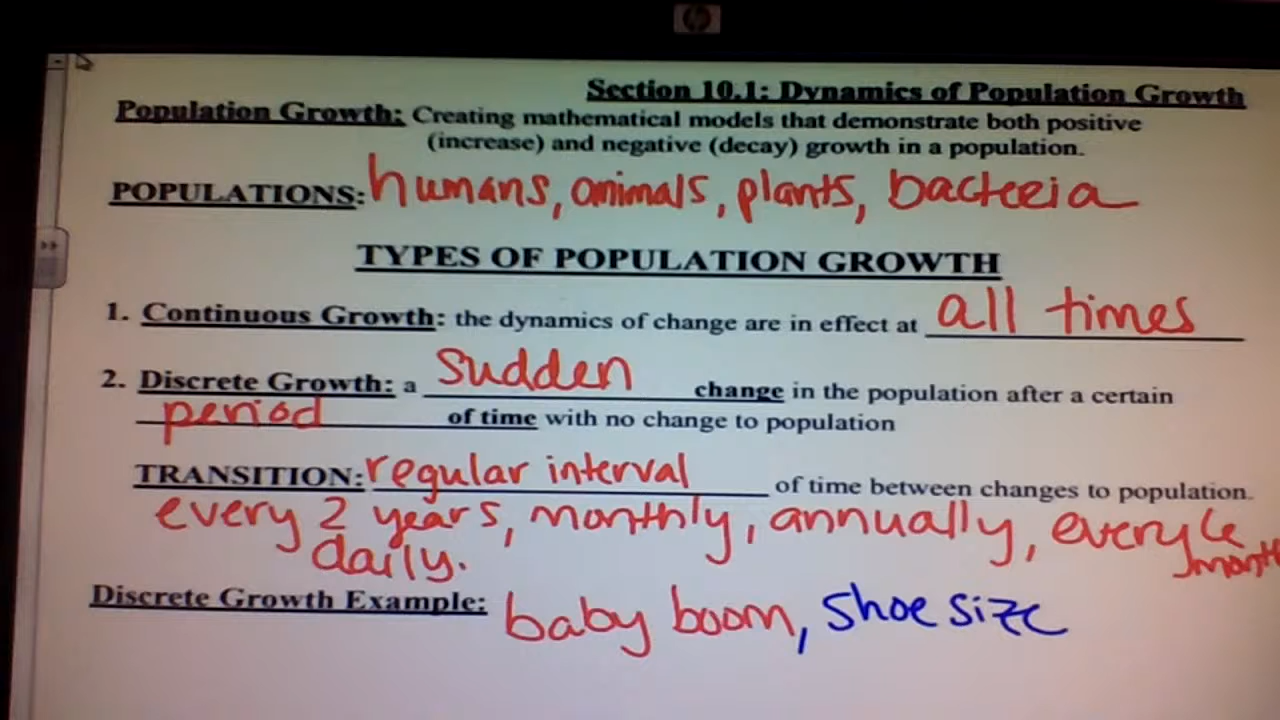 hp
Section 10.1: Dynamics of Population Growth
Population Growth: Creating mathematical models that demonstrate both positive
(increase) and negative (decay) growth in a population.
POPULATIONS: humans, animals, plants, bacteria
TYPES OF POPULATION GROWTH
1. Continuous Growth: the dynamics of change are in effect at all times
2. Discrete Growth: a sudden change in the population after a certain
period of time with no change to population
TRANSITION: regular interval of time between changes to population.
every 2 years, monthly, annually, every 6
daily. month
Discrete Growth Example: baby boom, shoe size